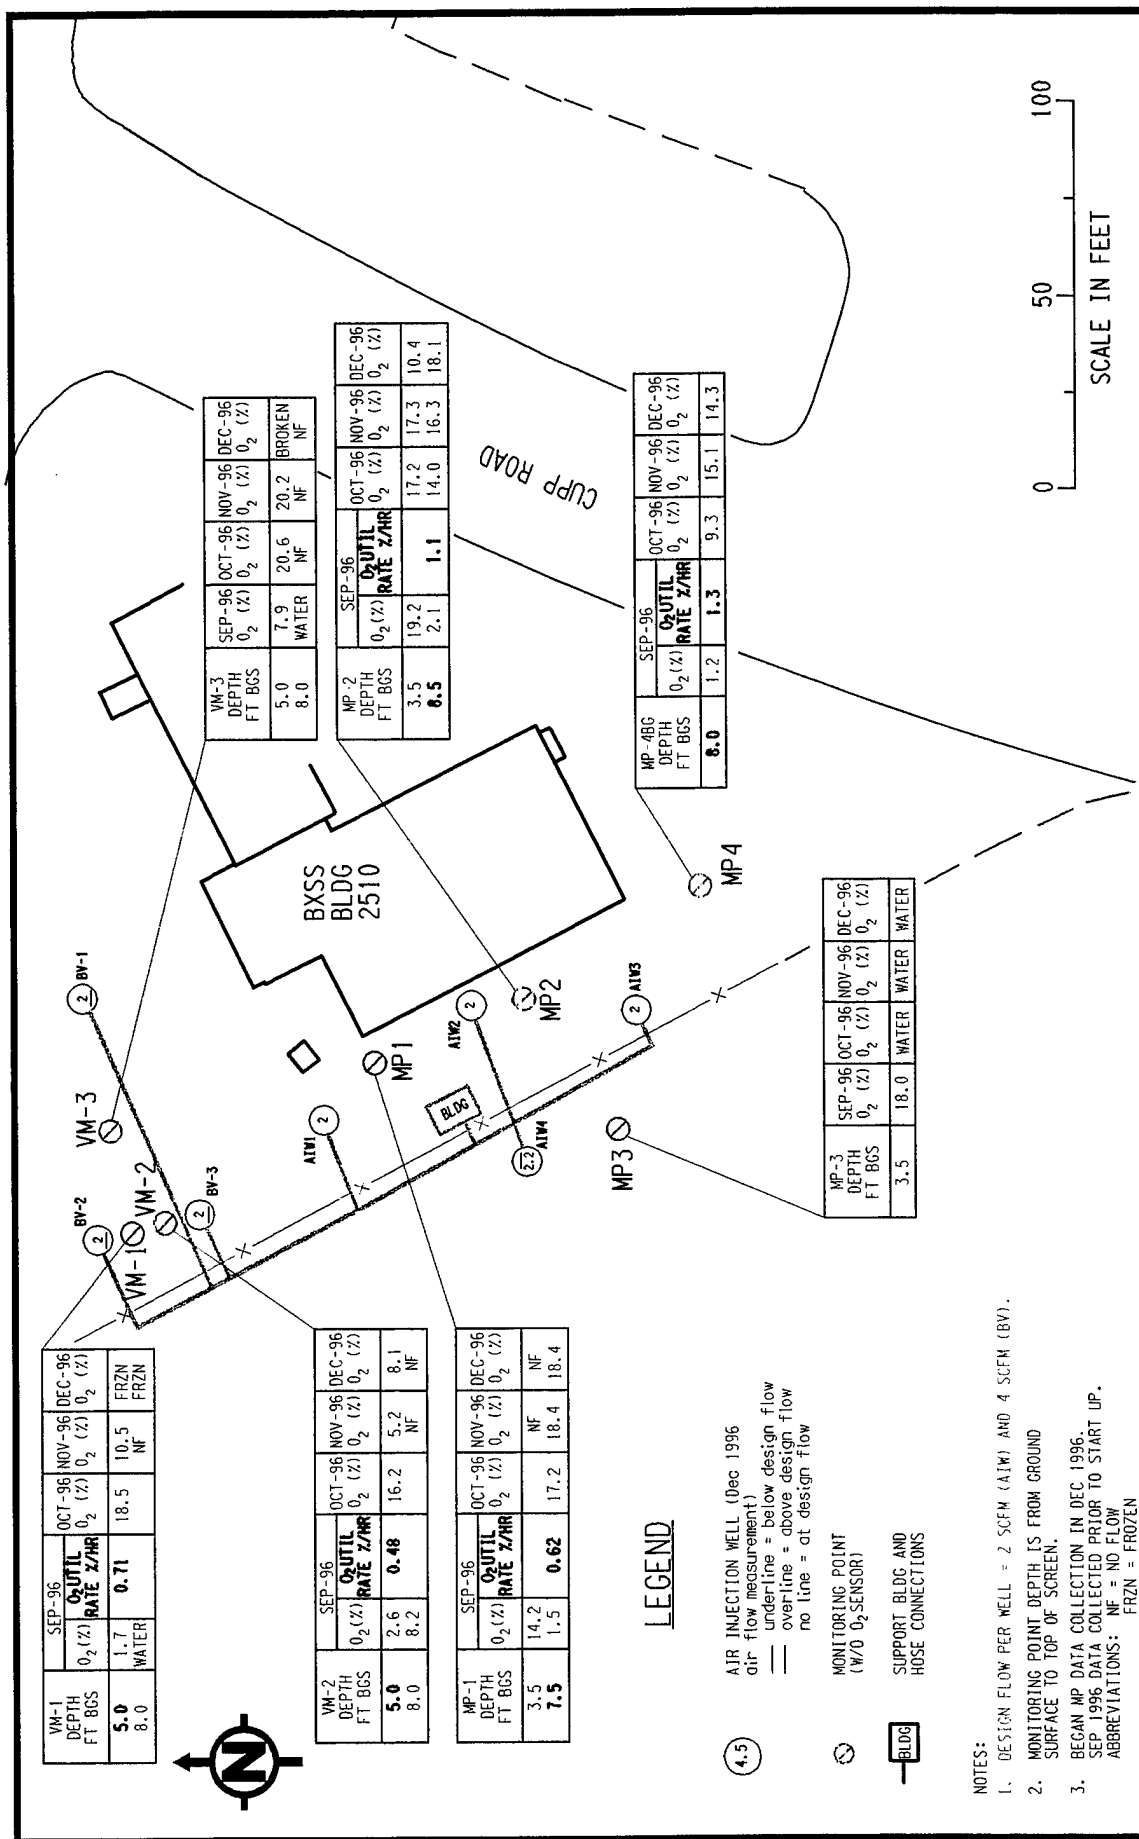 VM-1 DEPTH FT BGS | SEP-96 O2(%) | SEP-96 O2UTIL RATE %/HR | OCT-96 O2 (%) | NOV-96 O2 (%) | DEC-96 O2 (%)
5.0 | 1.7 | 0.71 | 18.5 | 10.5 | FRZN
8.0 | WATER | | | NF | FRZN
VM-2 DEPTH FT BGS | SEP-96 O2(%) | SEP-96 O2UTIL RATE %/HR | OCT-96 O2 (%) | NOV-96 O2 (%) | DEC-96 O2 (%)
5.0 | 2.6 | 0.48 | 16.2 | 5.2 | 8.1
8.0 | 8.2 | | | NF | NF
MP-1 DEPTH FT BGS | SEP-96 O2(%) | SEP-96 O2UTIL RATE %/HR | OCT-96 O2 (%) | NOV-96 O2 (%) | DEC-96 O2 (%)
3.5 | 14.2 | | | NF | NF
7.5 | 1.5 | 0.62 | 17.2 | 18.4 | 18.4
VM-3 DEPTH FT BGS | SEP-96 O2 (%) | OCT-96 O2 (%) | NOV-96 O2 (%) | DEC-96 O2 (%)
5.0 | 7.9 | 20.6 | 20.2 | BROKEN
8.0 | WATER | NF | NF | NF
MP-2 DEPTH FT BGS | SEP-96 O2(%) | SEP-96 O2UTIL RATE %/HR | OCT-96 O2 (%) | NOV-96 O2 (%) | DEC-96 O2 (%)
3.5 | 19.2 | | 17.2 | 17.3 | 10.4
8.5 | 2.1 | 1.1 | 14.0 | 16.3 | 18.1
MP-4BG DEPTH FT BGS | SEP-96 O2(%) | SEP-96 O2UTIL RATE %/HR | OCT-96 O2 (%) | NOV-96 O2 (%) | DEC-96 O2 (%)
8.0 | 1.2 | 1.3 | 9.3 | 15.1 | 14.3
MP-3 DEPTH FT BGS | SEP-96 O2 (%) | OCT-96 O2 (%) | NOV-96 O2 (%) | DEC-96 O2 (%)
3.5 | 18.0 | WATER | WATER | WATER
N
2 BV-2
VM-1
VM-2
2 BV-3
VM-3
2 BV-1
AIW1 2
MP1
BLDG
AIW2 2
2.2 AIW4
MP2
2 AIW3
MP3
MP4
BXSS
BLDG
2510
CUPP ROAD
LEGEND
4.5
AIR INJECTION WELL (Dec 1996
air flow measurement)
underline = below design flow
overline = above design flow
no line = at design flow
MONITORING POINT
(W/O O2 SENSOR)
BLDG
SUPPORT BLDG AND
HOSE CONNECTIONS
NOTES:
1. DESIGN FLOW PER WELL = 2 SCFM (AIW) AND 4 SCFM (BV).
2. MONITORING POINT DEPTH IS FROM GROUND
SURFACE TO TOP OF SCREEN.
3. BEGAN MP DATA COLLECTION IN DEC 1996.
SEP 1996 DATA COLLECTED PRIOR TO START UP.
ABBREVIATIONS: NF = NO FLOW
FRZN = FROZEN
0 50 100
SCALE IN FEET